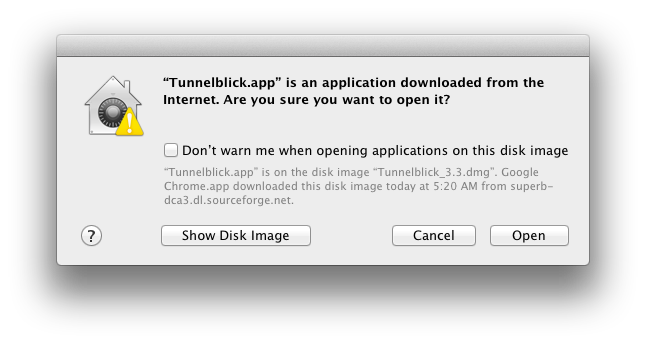 “Tunnelblick.app” is an application downloaded from the
Internet. Are you sure you want to open it?
Don’t warn me when opening applications on this disk image
“Tunnelblick.app” is on the disk image “Tunnelblick_3.3.dmg”. Google
Chrome.app downloaded this disk image today at 5:20 AM from superb-
dca3.dl.sourceforge.net.
?
Show Disk Image
Cancel
Open